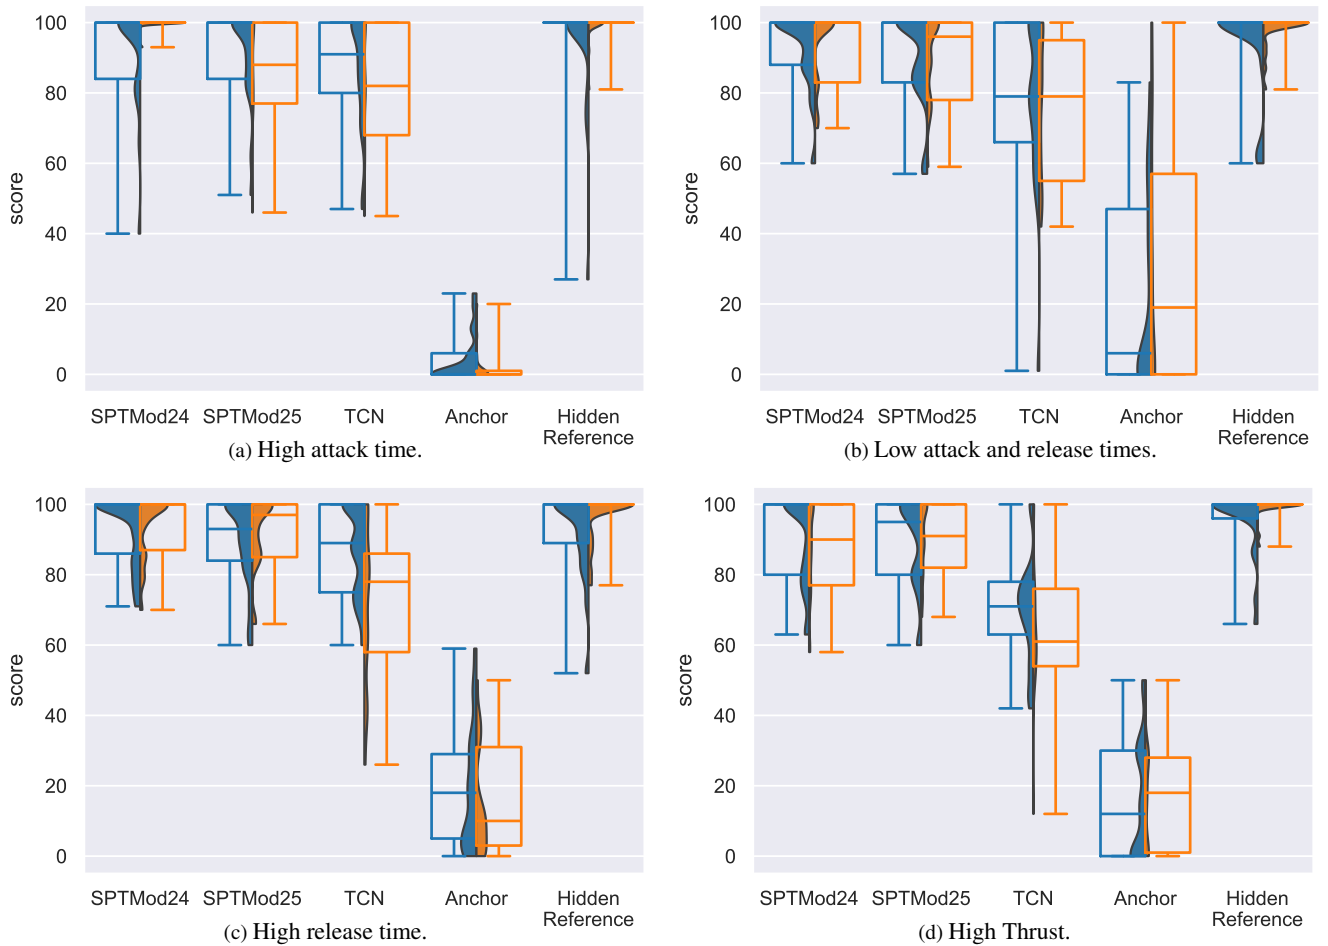 100
80
60
40
20
0
score
SPTMod24 SPTMod25 TCN Anchor Hidden
Reference
(a) High attack time.
100
80
60
40
20
0
score
SPTMod24 SPTMod25 TCN Anchor Hidden
Reference
(b) Low attack and release times.
100
80
60
40
20
0
score
SPTMod24 SPTMod25 TCN Anchor Hidden
Reference
(c) High release time.
100
80
60
40
20
0
score
SPTMod24 SPTMod25 TCN Anchor Hidden
Reference
(d) High Thrust.